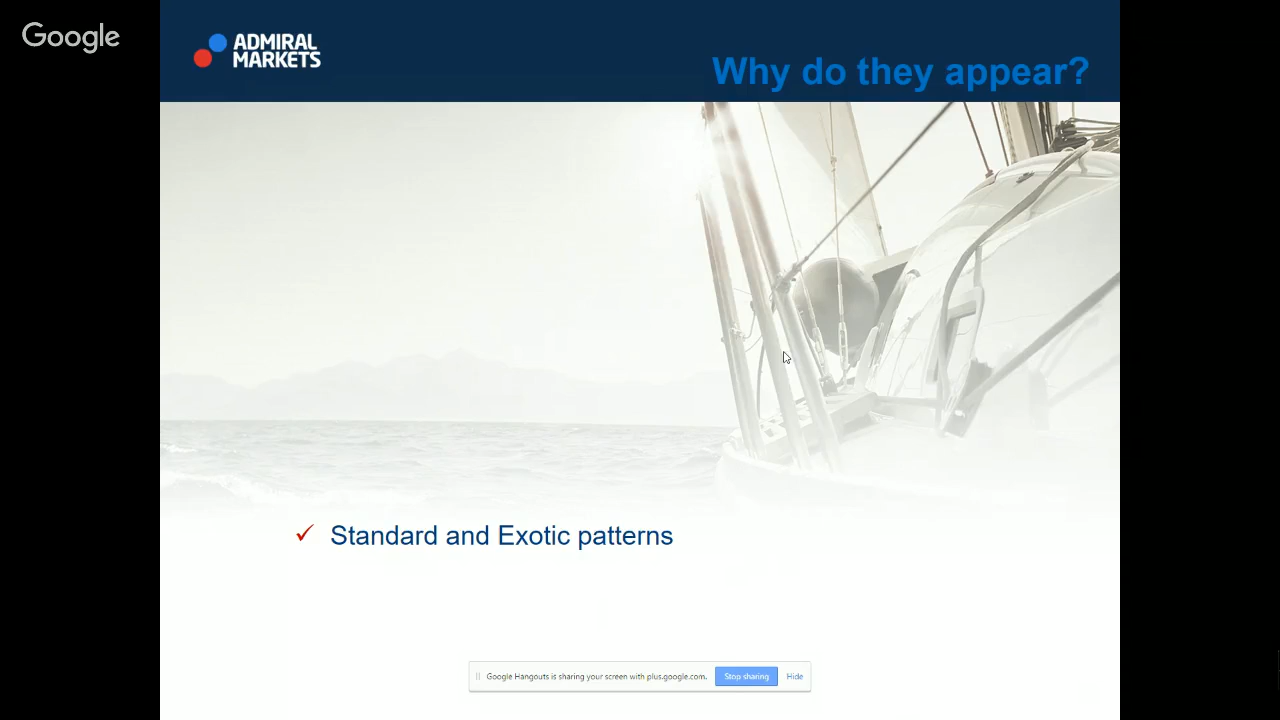 Google
ADMIRAL
MARKETS
Why do they appear?
✓ Standard and Exotic patterns
Google Hangouts is sharing your screen with plus.google.com. Stop sharing Hide